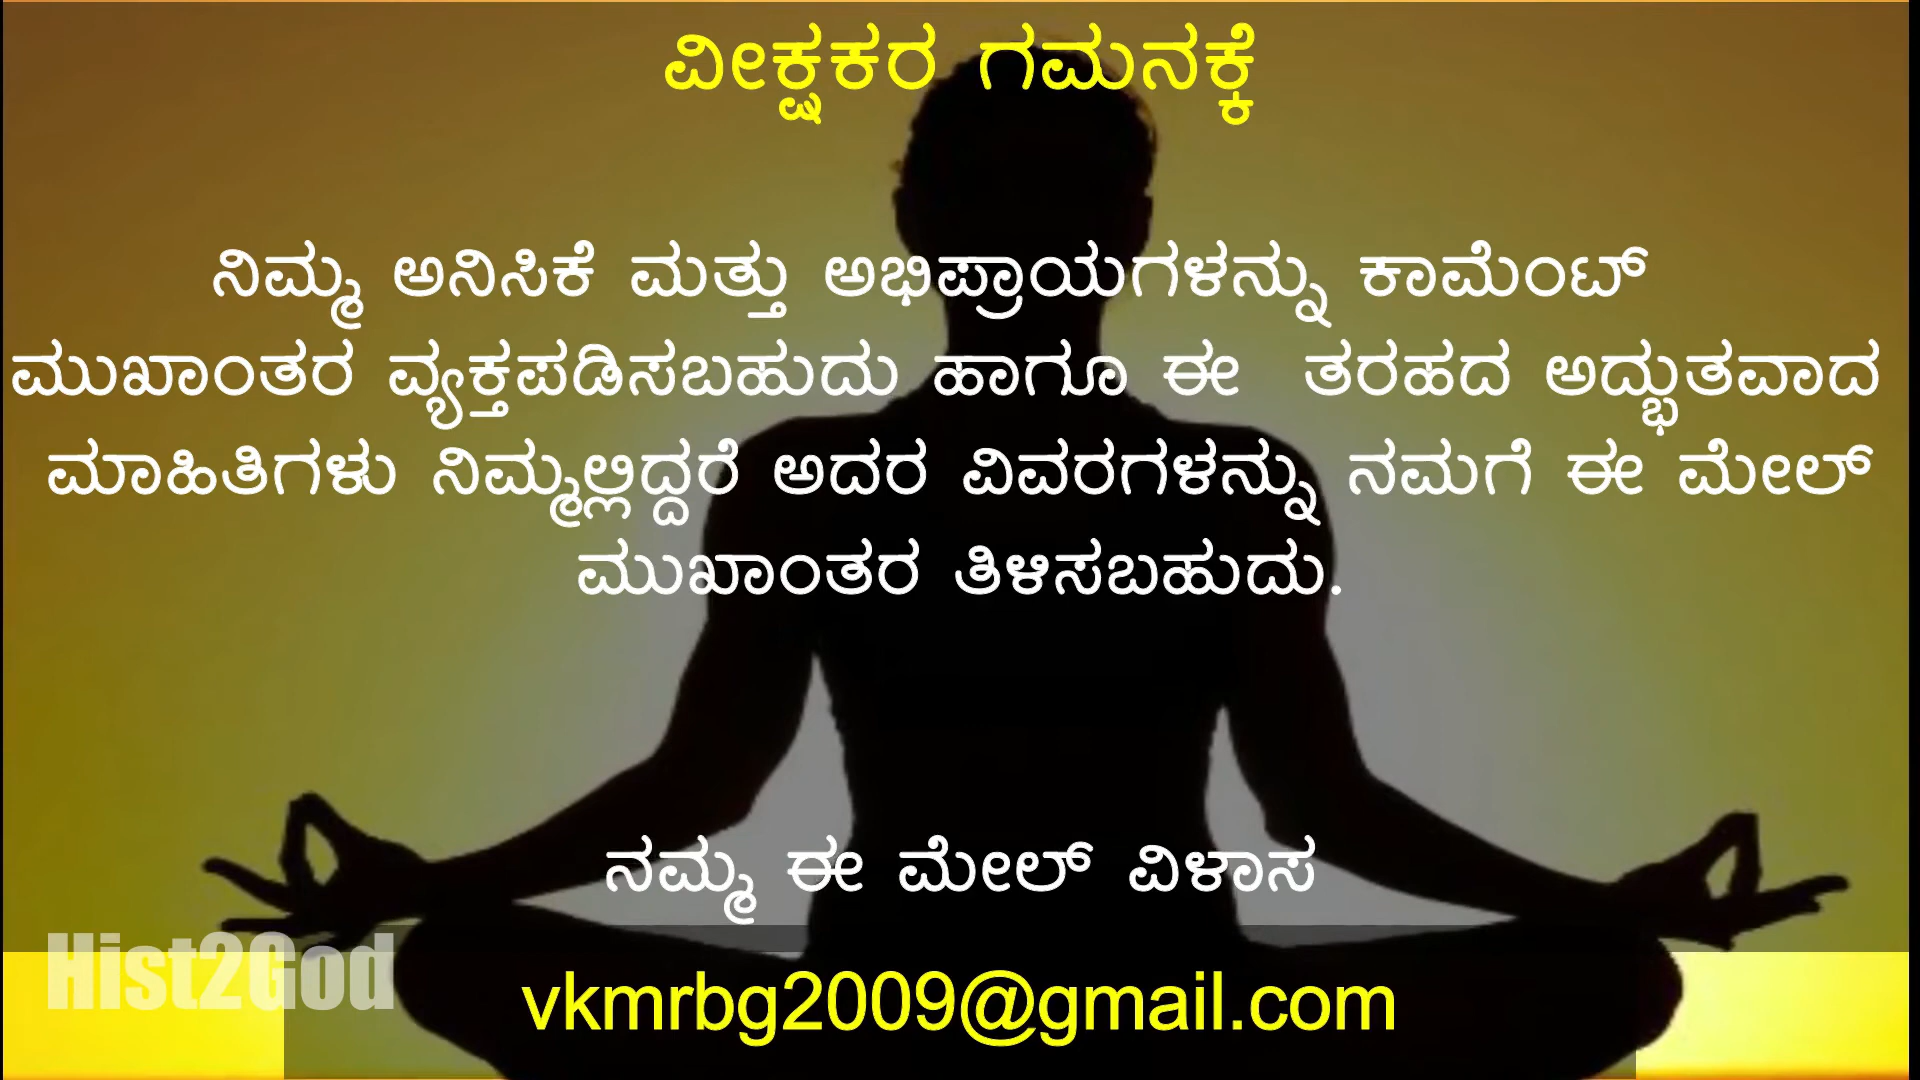 ವೀಕ್ಷಕರ ಗಮನಕ್ಕೆ
ನಿಮ್ಮ ಅನಿಸಿಕೆ ಮತ್ತು ಅಭಿಪ್ರಾಯಗಳನ್ನು ಕಾಮೆಂಟ್
ಮುಖಾಂತರ ವ್ಯಕ್ತಪಡಿಸಬಹುದು ಹಾಗೂ ಈ ತರಹದ ಅದ್ಭುತವಾದ
ಮಾಹಿತಿಗಳು ನಿಮ್ಮಲ್ಲಿದ್ದರೆ ಅದರ ವಿವರಗಳನ್ನು ನಮಗೆ ಈ ಮೇಲ್
ಮುಖಾಂತರ ತಿಳಿಸಬಹುದು.
ನಮ್ಮ ಈ ಮೇಲ್ ವಿಳಾಸ
Hist2God
vkmrbg2009@gmail.com